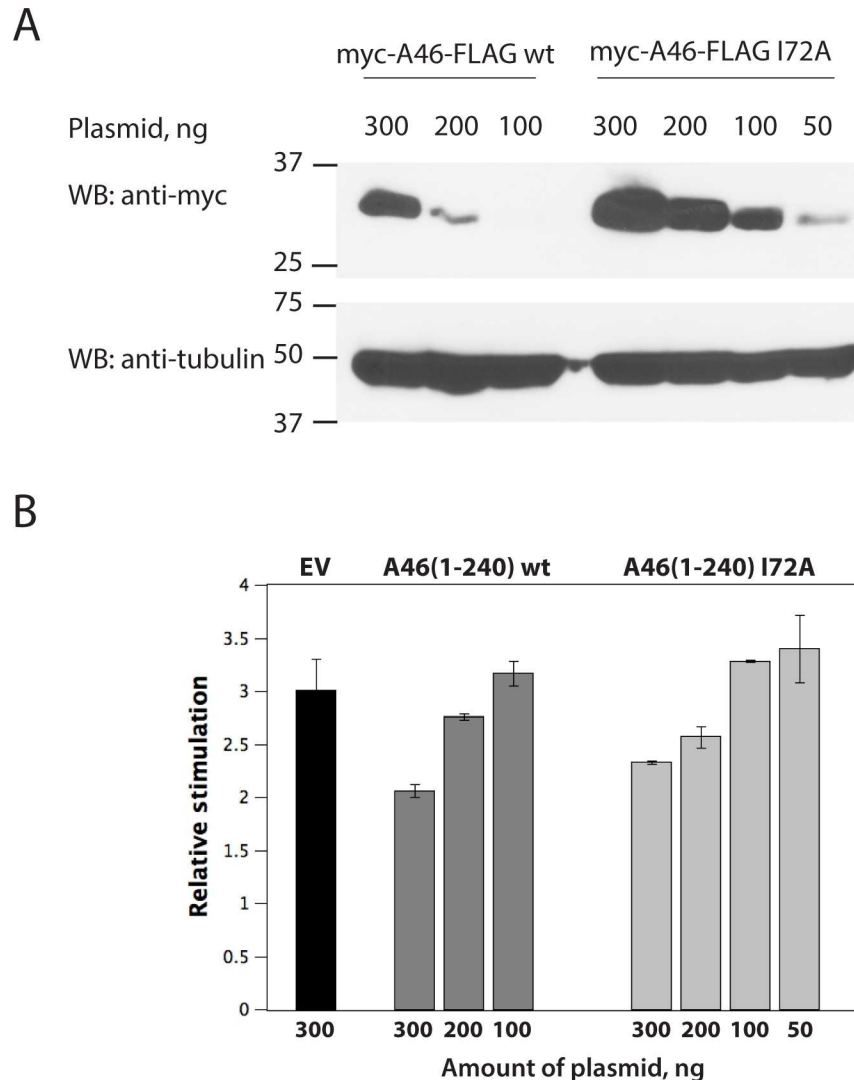 A
myc-A46-FLAG wt
myc-A46-FLAG I72A
Plasmid, ng
300 200 100
300 200 100 50
37
WB: anti-myc
25
75
WB: anti-tubulin 50
37
B
EV
A46(1-240) wt
A46(1-240) I72A
4
3.5
3
2.5
2
1.5
1
0.5
0
Relative stimulation
300
300 200 100
300 200 100 50
Amount of plasmid, ng